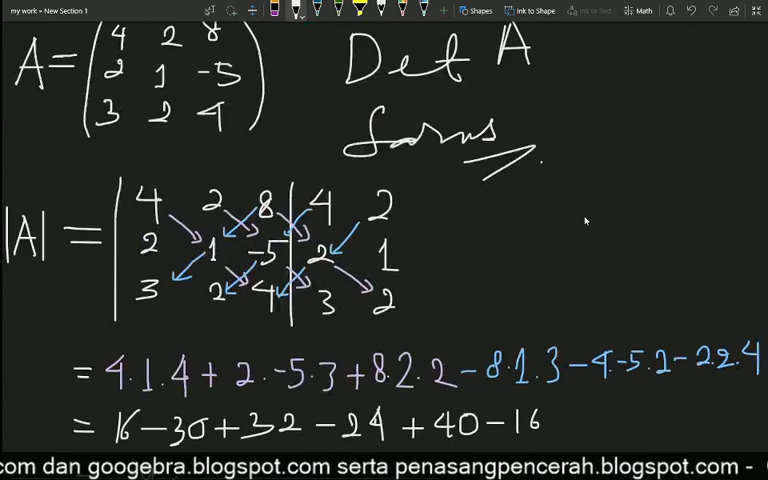 my work » New Section 1
Shapes Ink to Shape Ink to Text Math
A = ( 4 2 8
2 1 -5
3 2 4 )
Det A
Sarrus
|A| = | 4 2 8 | 4 2
2 1 -5 | 2 1
3 2 4 | 3 2
= 4.1.4 + 2.-5.3 + 8.2.2 - 8.1.3 - 4.-5.2 - 2.2.4
= 16 - 30 + 32 - 24 + 40 - 16
com dan googebra.blogspot.com serta penasangpencerah.blogspot.com -